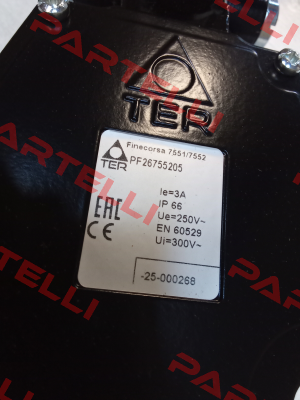 TER
Finecorsa 7551/7552
TER
PF26755205
Ie=3A
IP 66
Ue=250V~
EN 60529
Ui=300V~
EAC
CE
-25-000268
PARTELLI
PARTELLI
PARTELLI
PARTELLI